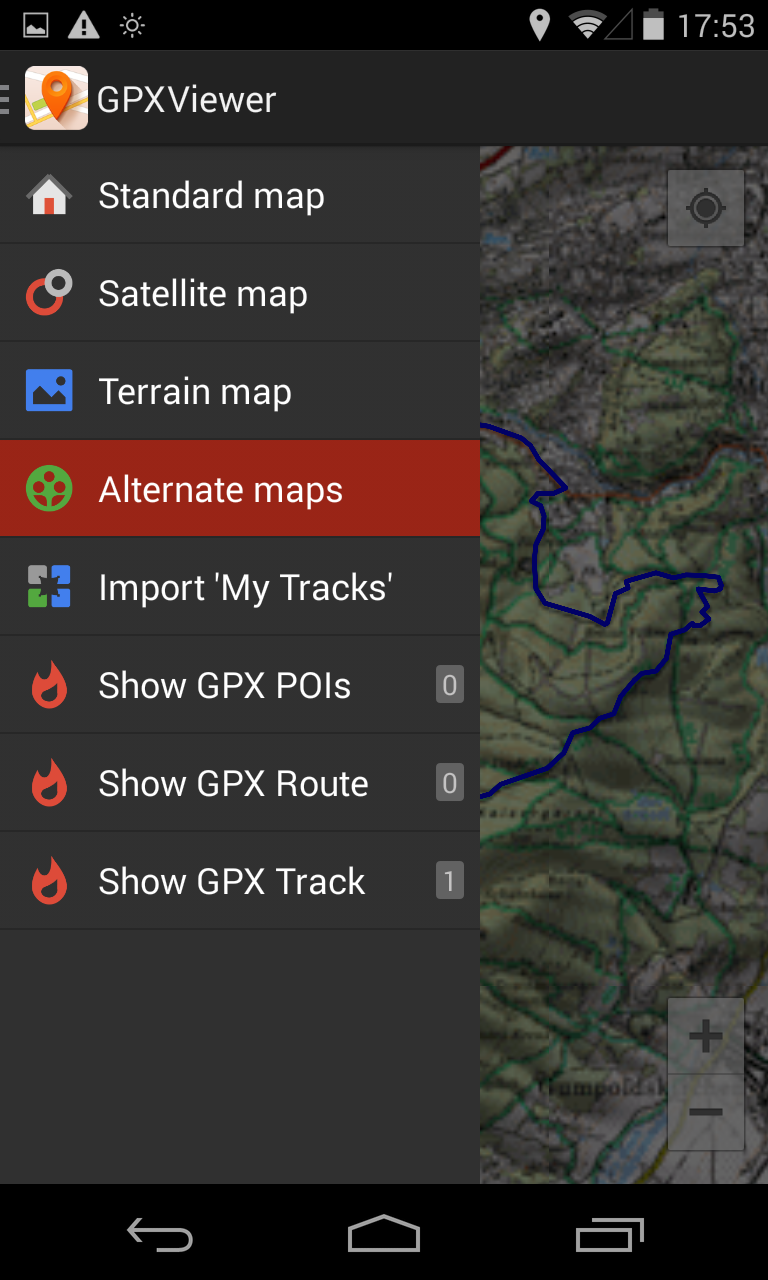 17:53
GPXViewer
Standard map
Satellite map
Terrain map
Alternate maps
Import 'My Tracks'
Show GPX POIs 0
Show GPX Route 0
Show GPX Track 1